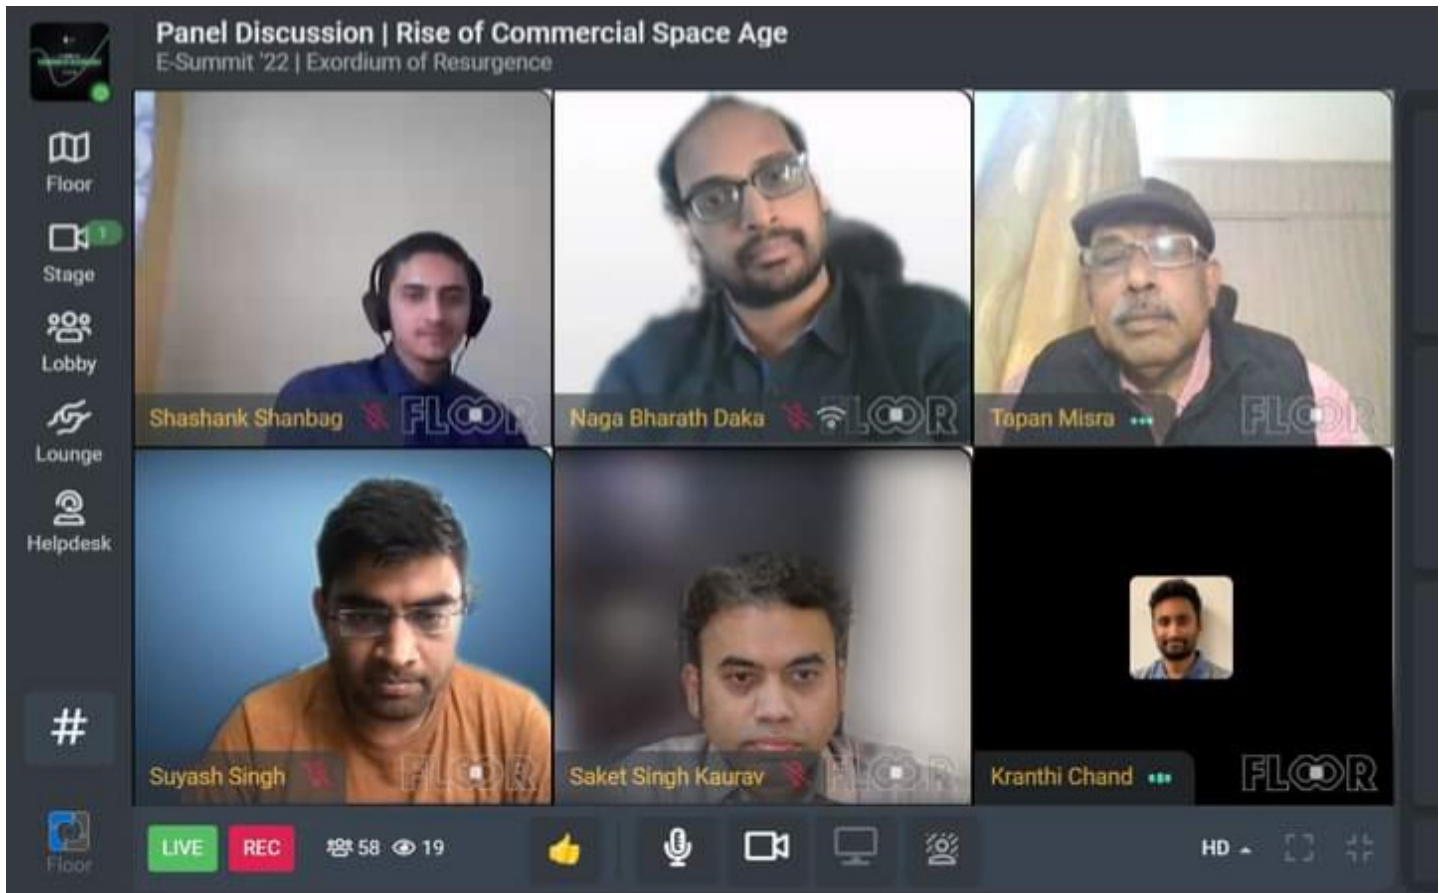 Panel Discussion | Rise of Commercial Space Age
E-Summit '22 | Exordium of Resurgence
Floor
1
Stage
Lobby
Lounge
Helpdesk
#
Floor
Shashank Shanbag
FLOOR
Naga Bharath Daka
FLOOR
Tapan Misra
FLOOR
Suyash Singh
FLOOR
Saket Singh Kaurav
FLOOR
Kranthi Chand
FLOOR
LIVE
REC
58
19
HD